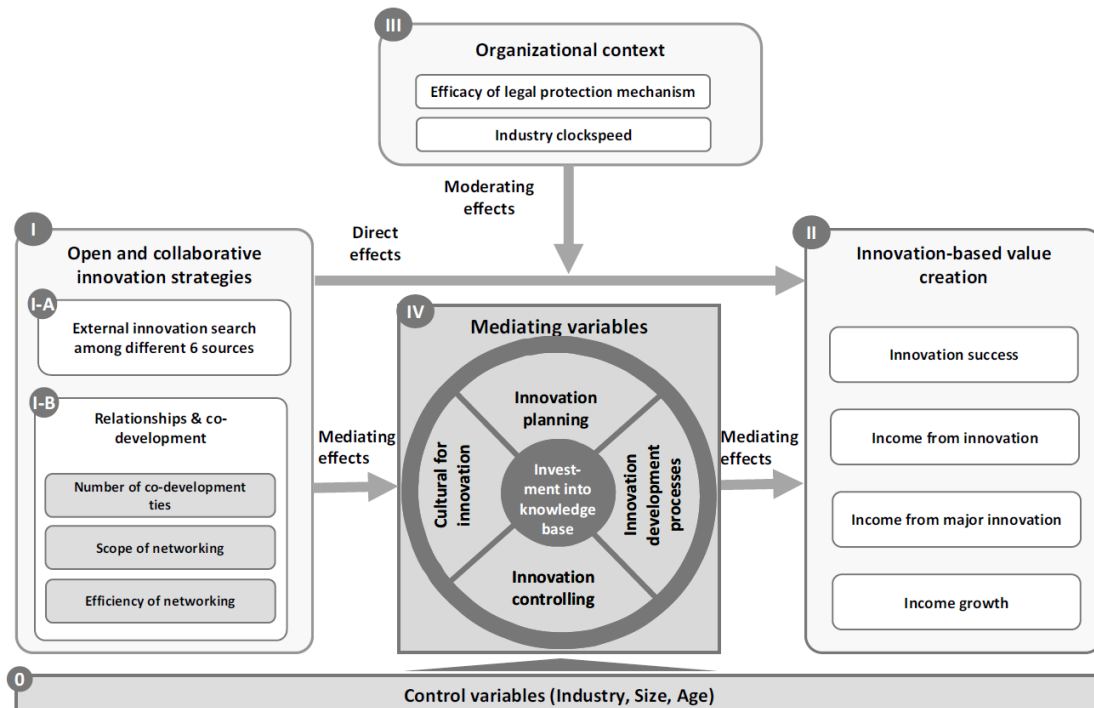 III
Organizational context
Efficacy of legal protection mechanism
Industry clockspeed
Moderating
effects
I
Open and collaborative
innovation strategies
I-A
External innovation search
among different 6 sources
I-B
Relationships & co-
development
Number of co-development
ties
Scope of networking
Efficiency of networking
Direct
effects
Mediating
effects
IV
Mediating variables
Innovation
planning
Cultural for
innovation
Invest-
ment into
knowledge
base
Innovation
development
processes
Innovation
controlling
Mediating
effects
II
Innovation-based value
creation
Innovation success
Income from innovation
Income from major innovation
Income growth
0
Control variables (Industry, Size, Age)